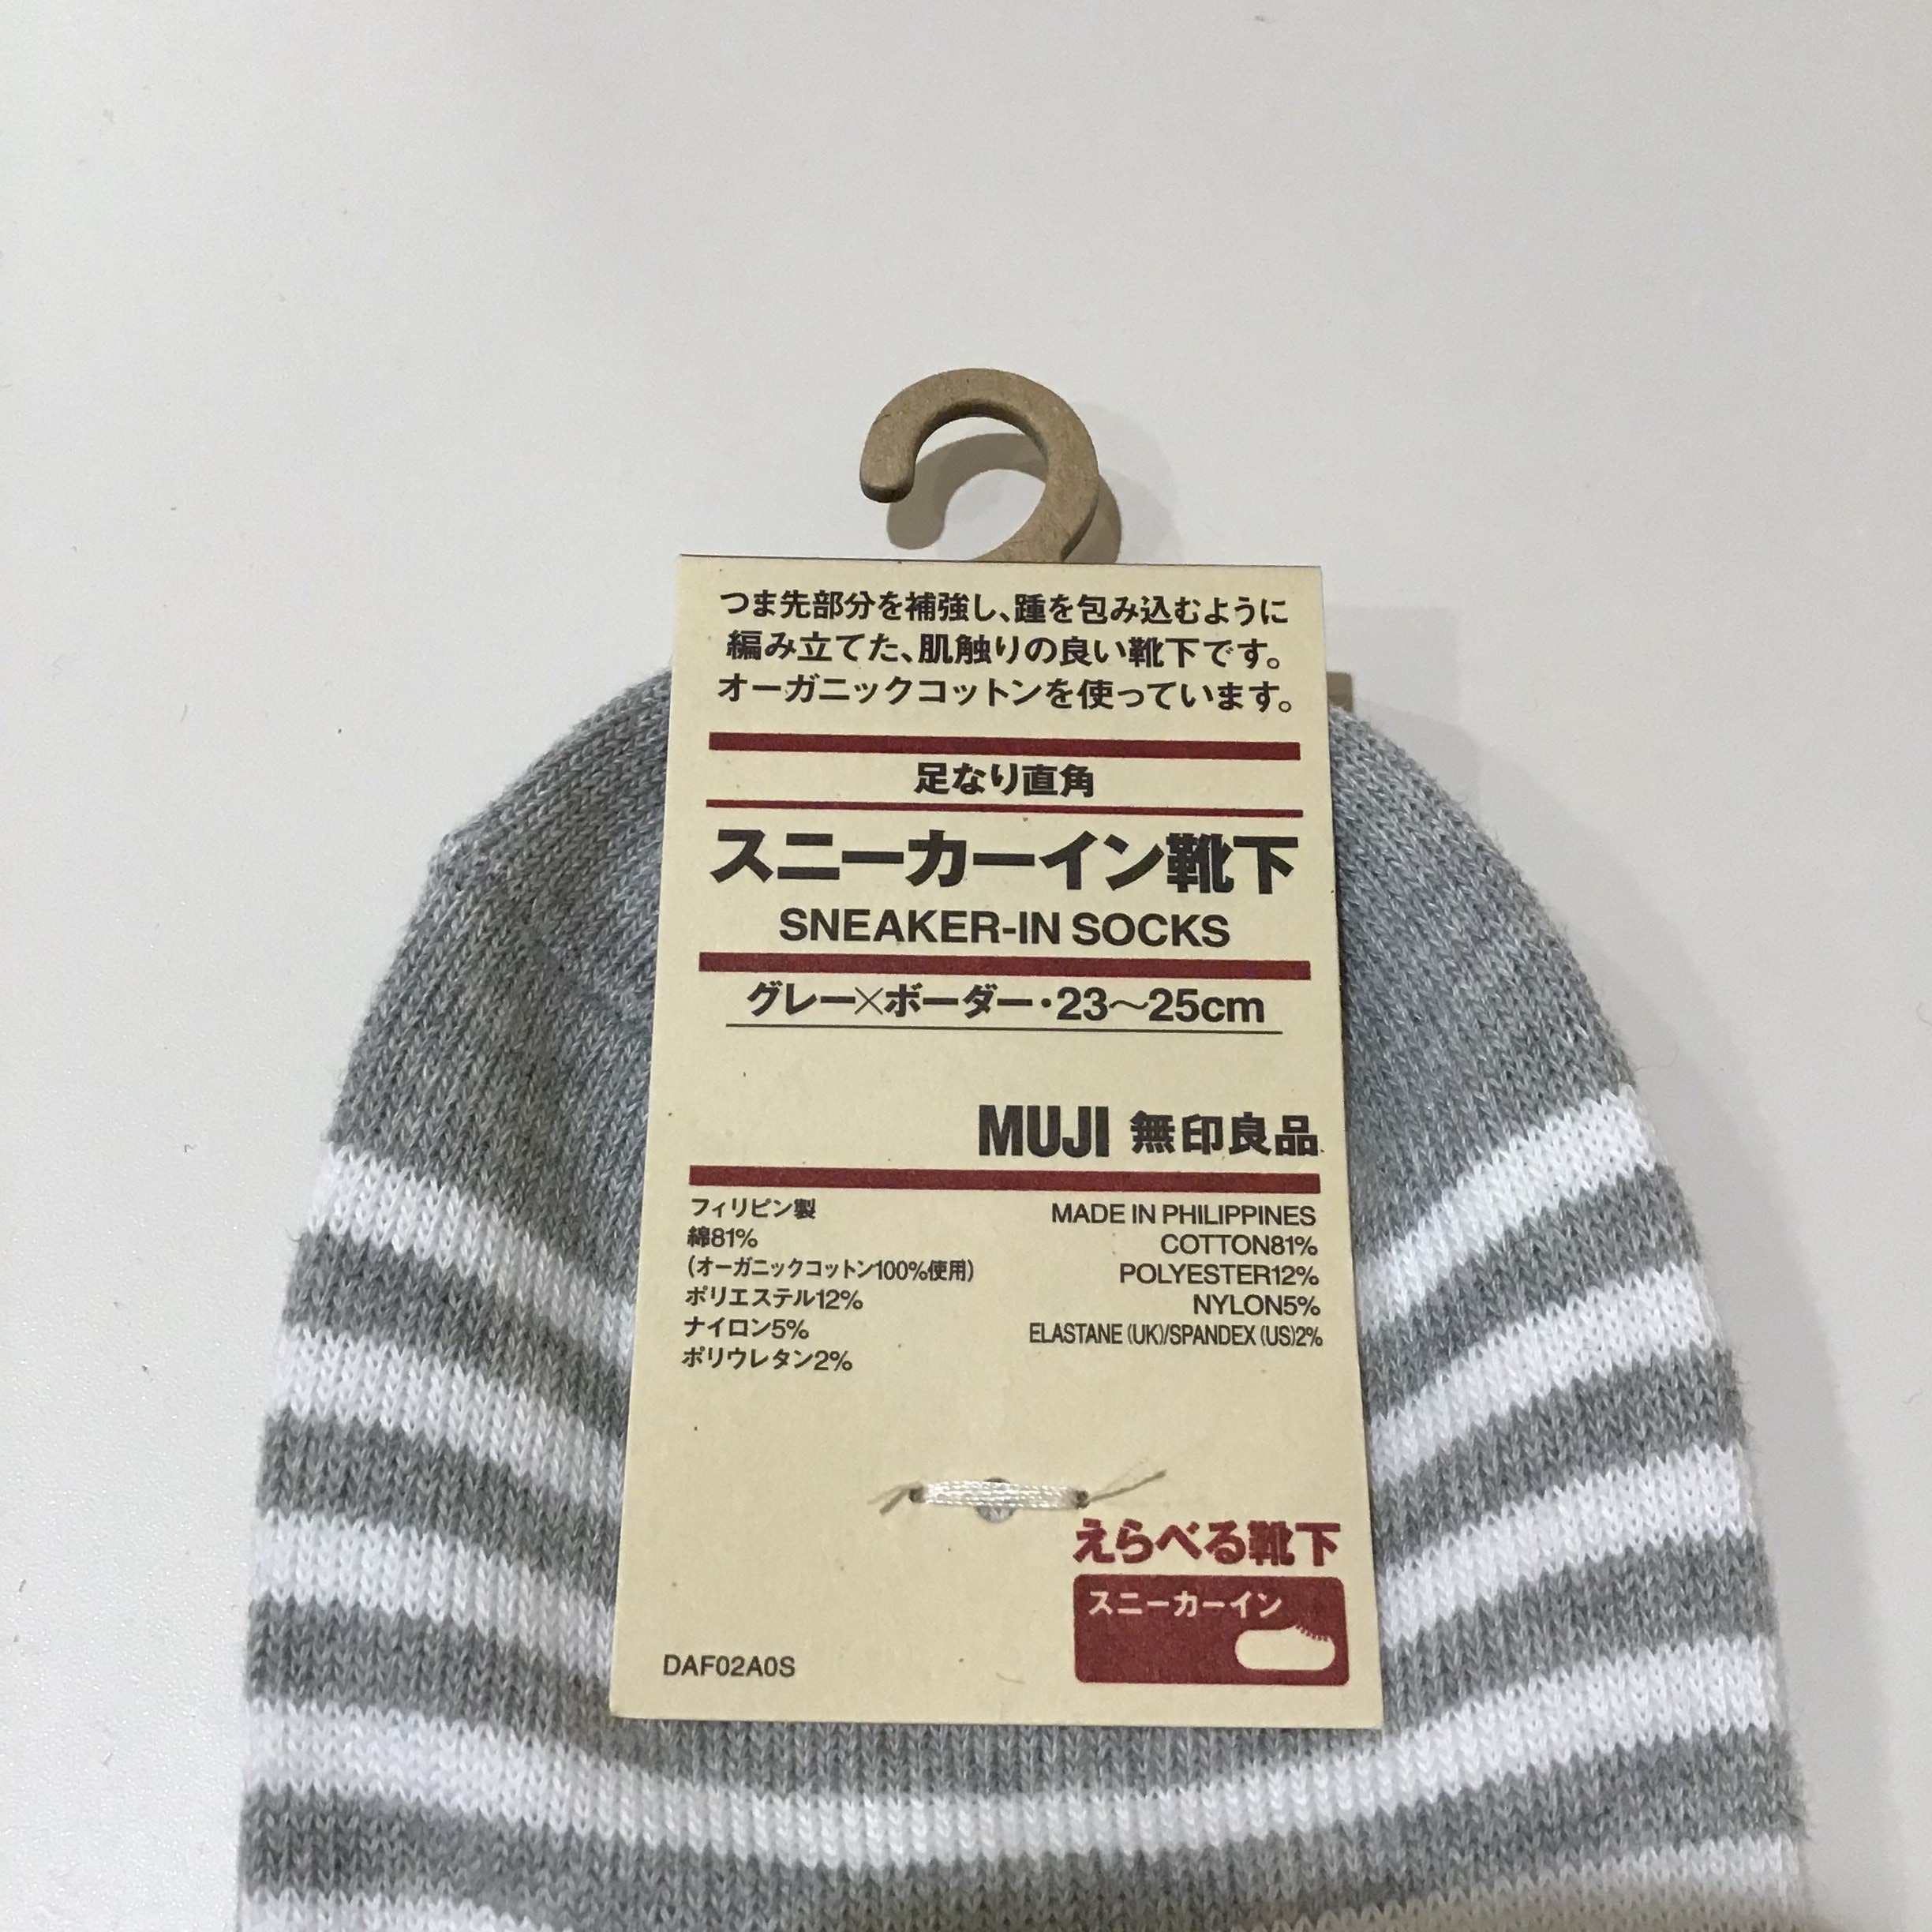 つま先部分を補強し、踵を包み込むように
編み立てた、肌触りの良い靴下です。
オーガニックコットンを使っています。
足なり直角
スニーカーイン靴下
SNEAKER-IN SOCKS
グレー×ボーダー・23〜25cm
MUJI 無印良品
フィリピン製
綿81%
(オーガニックコットン100%使用)
ポリエステル12%
ナイロン5%
ポリウレタン2%
MADE IN PHILIPPINES
COTTON81%
POLYESTER12%
NYLON5%
ELASTANE (UK)/SPANDEX (US)2%
えらべる靴下
スニーカーイン
DAF02A0S